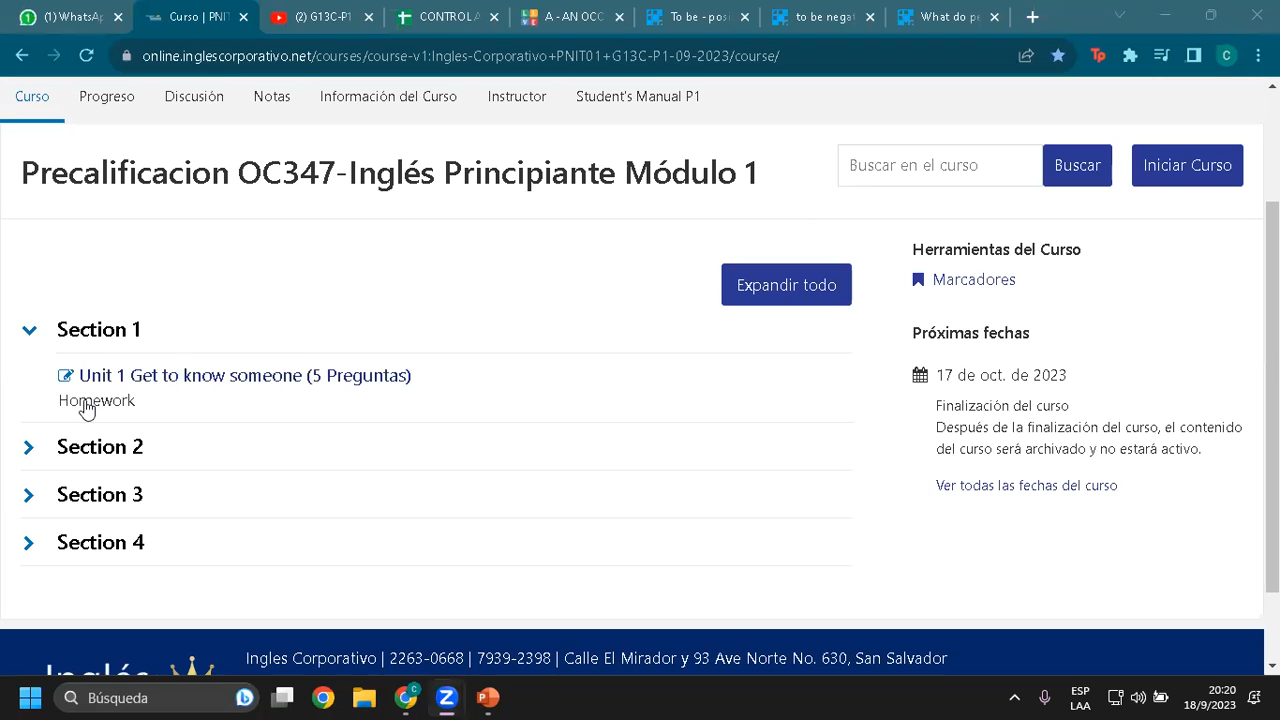 (1) WhatsAp
Curso | PNIT
(2) G13C-P1
CONTROL A
A - AN OCC
To be - posi
to be negat
What do pe
online.inglescorporativo.net/courses/course-v1:Ingles-Corporativo+PNIT01+G13C-P1-09-2023/course/
Curso
Progreso
Discusión
Notas
Información del Curso
Instructor
Student's Manual P1
Precalificacion OC347-Inglés Principiante Módulo 1
Buscar en el curso
Buscar
Iniciar Curso
Herramientas del Curso
Marcadores
Expandir todo
Próximas fechas
Section 1
Unit 1 Get to know someone (5 Preguntas)
Homework
17 de oct. de 2023
Finalización del curso
Después de la finalización del curso, el contenido
del curso será archivado y no estará activo.
Ver todas las fechas del curso
Section 2
Section 3
Section 4
Inglés
Ingles Corporativo | 2263-0668 | 7939-2398 | Calle El Mirador y 93 Ave Norte No. 630, San Salvador
Búsqueda
ESP
LAA
20:20
18/9/2023